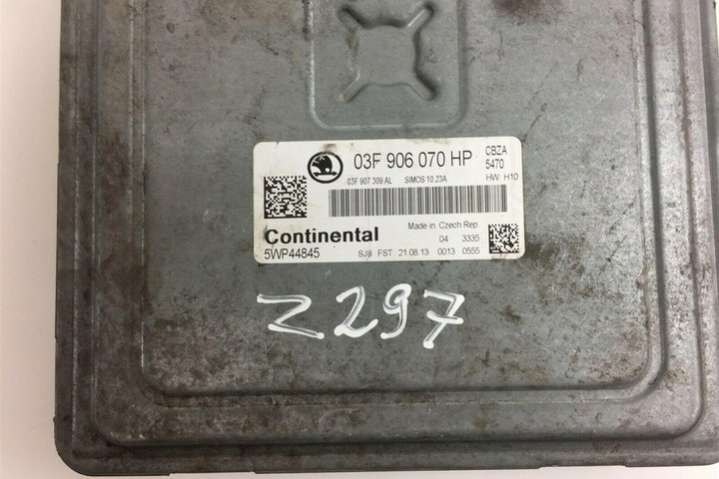 03F 906 070 HP
CBZA
5470
03F 907 309 AL SIMOS 10.23A HW: H10
Made in: Czech Rep
Continental 04 3335
5WP44845 SJ8 FST 21.08.13 0013 0555
Z297